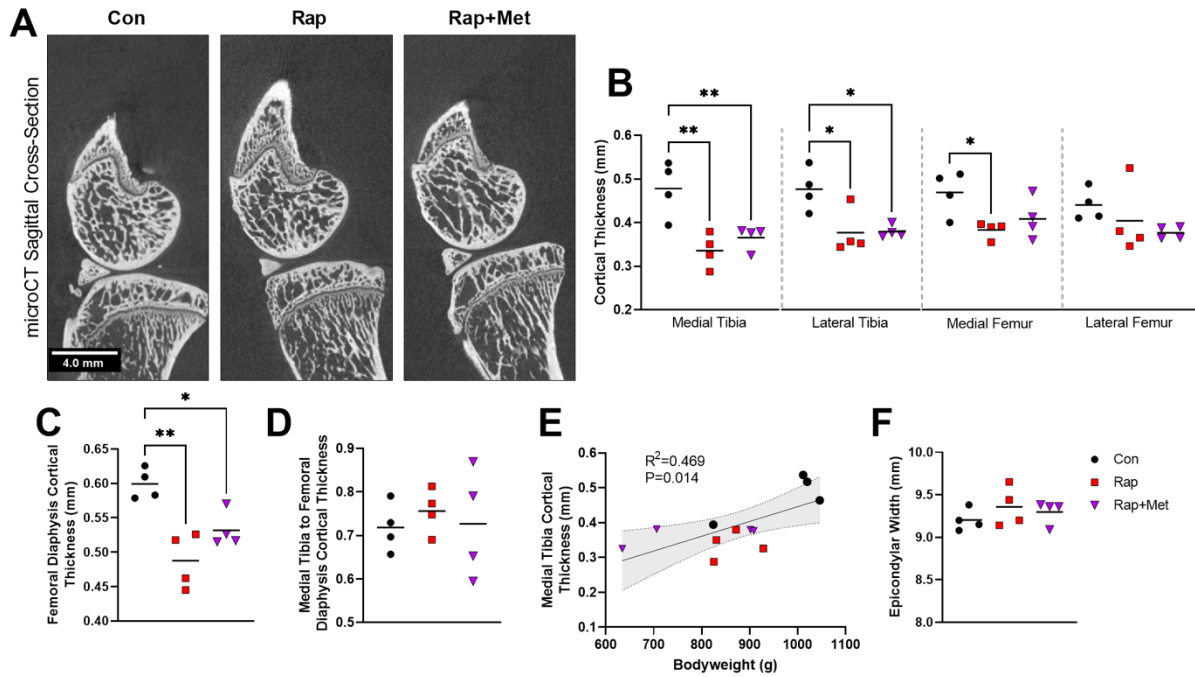 A
Con
Rap
Rap+Met
microCT Sagittal Cross-Section
4.0 mm
B
Cortical Thickness (mm)
0.6
0.5
0.4
0.3
0.2
**
**
*
*
*
Medial Tibia
Lateral Tibia
Medial Femur
Lateral Femur
C
Femoral Diaphysis Cortical
Thickness (mm)
0.65
0.60
0.55
0.50
0.45
0.40
*
**
D
Medial Tibia to Femoral
Diaphysis Cortical Thickness
0.9
0.8
0.7
0.6
0.5
E
Medial Tibia Cortical
Thickness (mm)
0.6
0.5
0.4
0.3
0.2
0.1
R²=0.469
P=0.014
600
700
800
900
1000
1100
Bodyweight (g)
F
Epicondylar Width (mm)
10.0
9.5
9.0
8.5
8.0
Con
Rap
Rap+Met